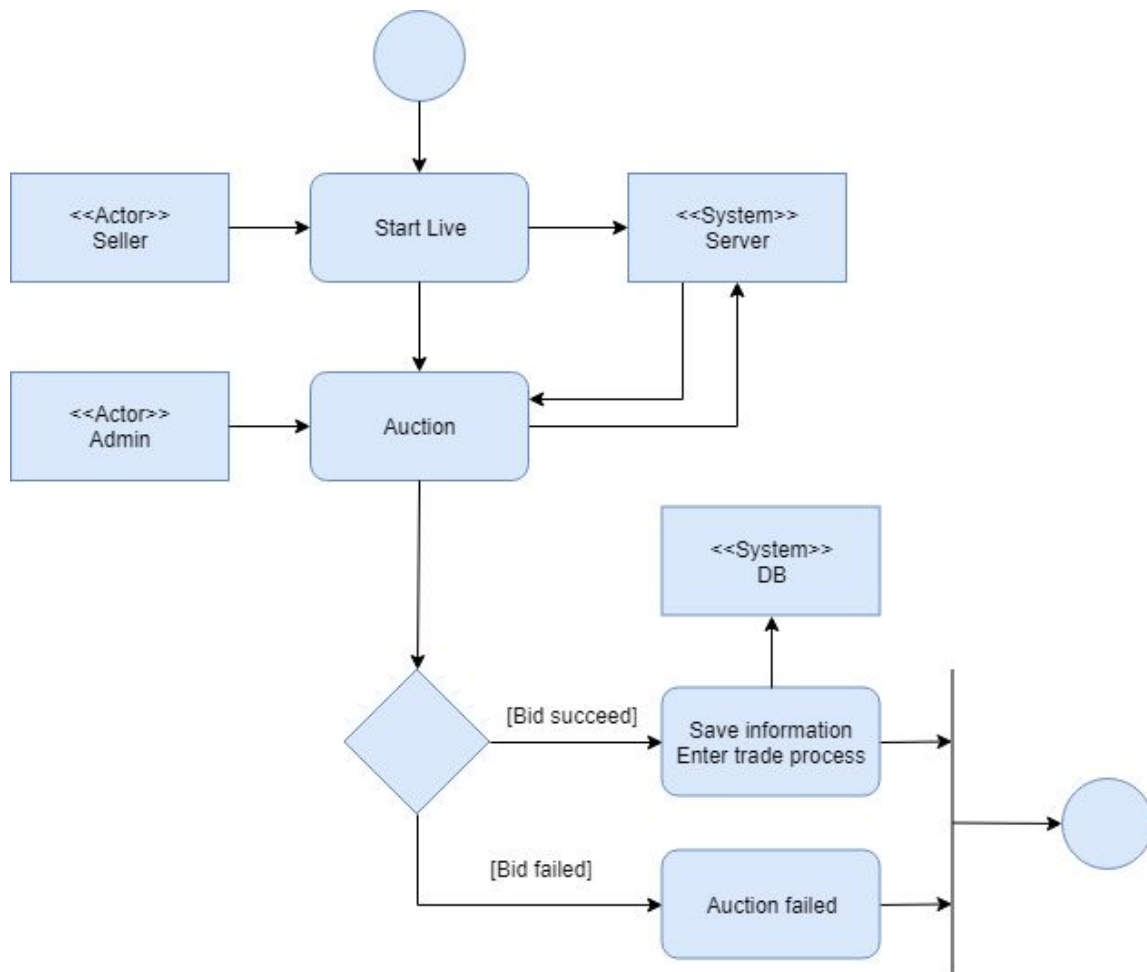 <<Actor>>
Seller
Start Live
<<System>>
Server
<<Actor>>
Admin
Auction
<<System>>
DB
[Bid succeed]
Save information
Enter trade process
[Bid failed]
Auction failed